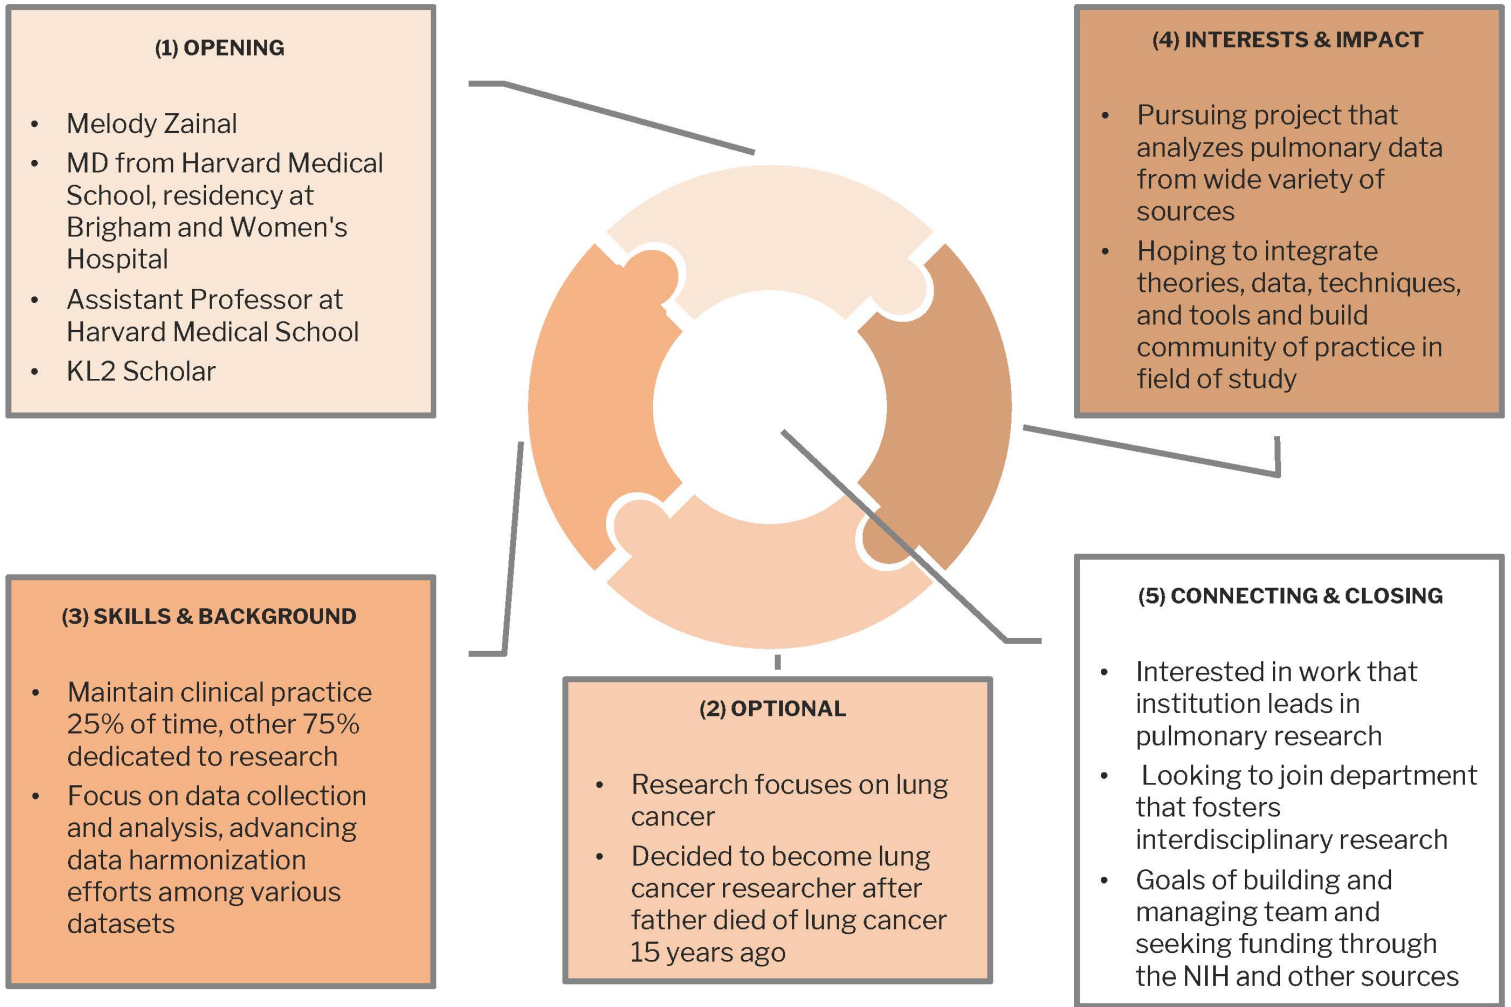 (1) OPENING
• Melody Zainal
• MD from Harvard Medical
School, residency at
Brigham and Women's
Hospital
• Assistant Professor at
Harvard Medical School
• KL2 Scholar
(4) INTERESTS & IMPACT
• Pursuing project that
analyzes pulmonary data
from wide variety of
sources
• Hoping to integrate
theories, data, techniques,
and tools and build
community of practice in
field of study
(3) SKILLS & BACKGROUND
• Maintain clinical practice
25% of time, other 75%
dedicated to research
• Focus on data collection
and analysis, advancing
data harmonization
efforts among various
datasets
(2) OPTIONAL
• Research focuses on lung
cancer
• Decided to become lung
cancer researcher after
father died of lung cancer
15 years ago
(5) CONNECTING & CLOSING
• Interested in work that
institution leads in
pulmonary research
• Looking to join department
that fosters
interdisciplinary research
• Goals of building and
managing team and
seeking funding through
the NIH and other sources